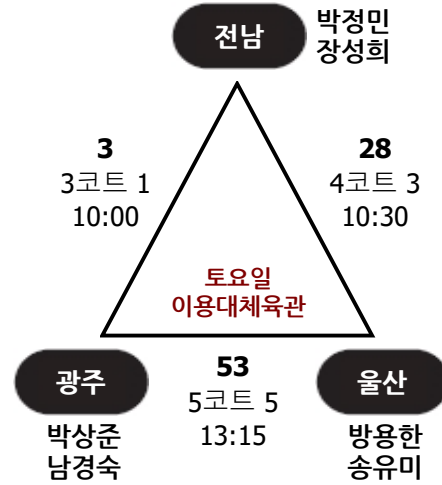 전남
박정민
장성희
3
3코트 1
10:00
28
4코트 3
10:30
토요일
이용대체육관
53
5코트 5
13:15
광주
박상준
남경숙
울산
방용한
송유미